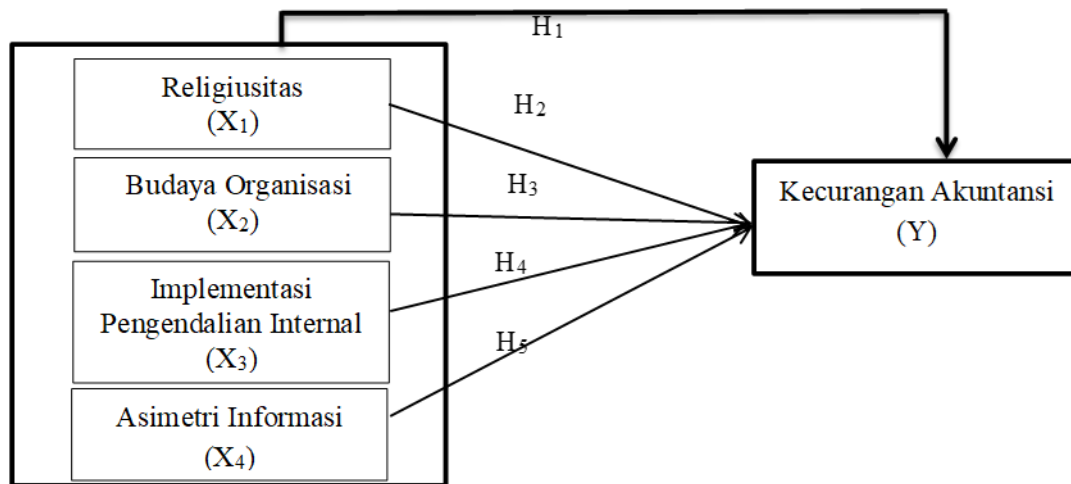 H₁
Religiusitas
(X₁)
H₂
Budaya Organisasi
(X₂)
H₃
Kecurangan Akuntansi
(Y)
Implementasi
Pengendalian Internal
(X₃)
H₄
H₅
Asimetri Informasi
(X₄)